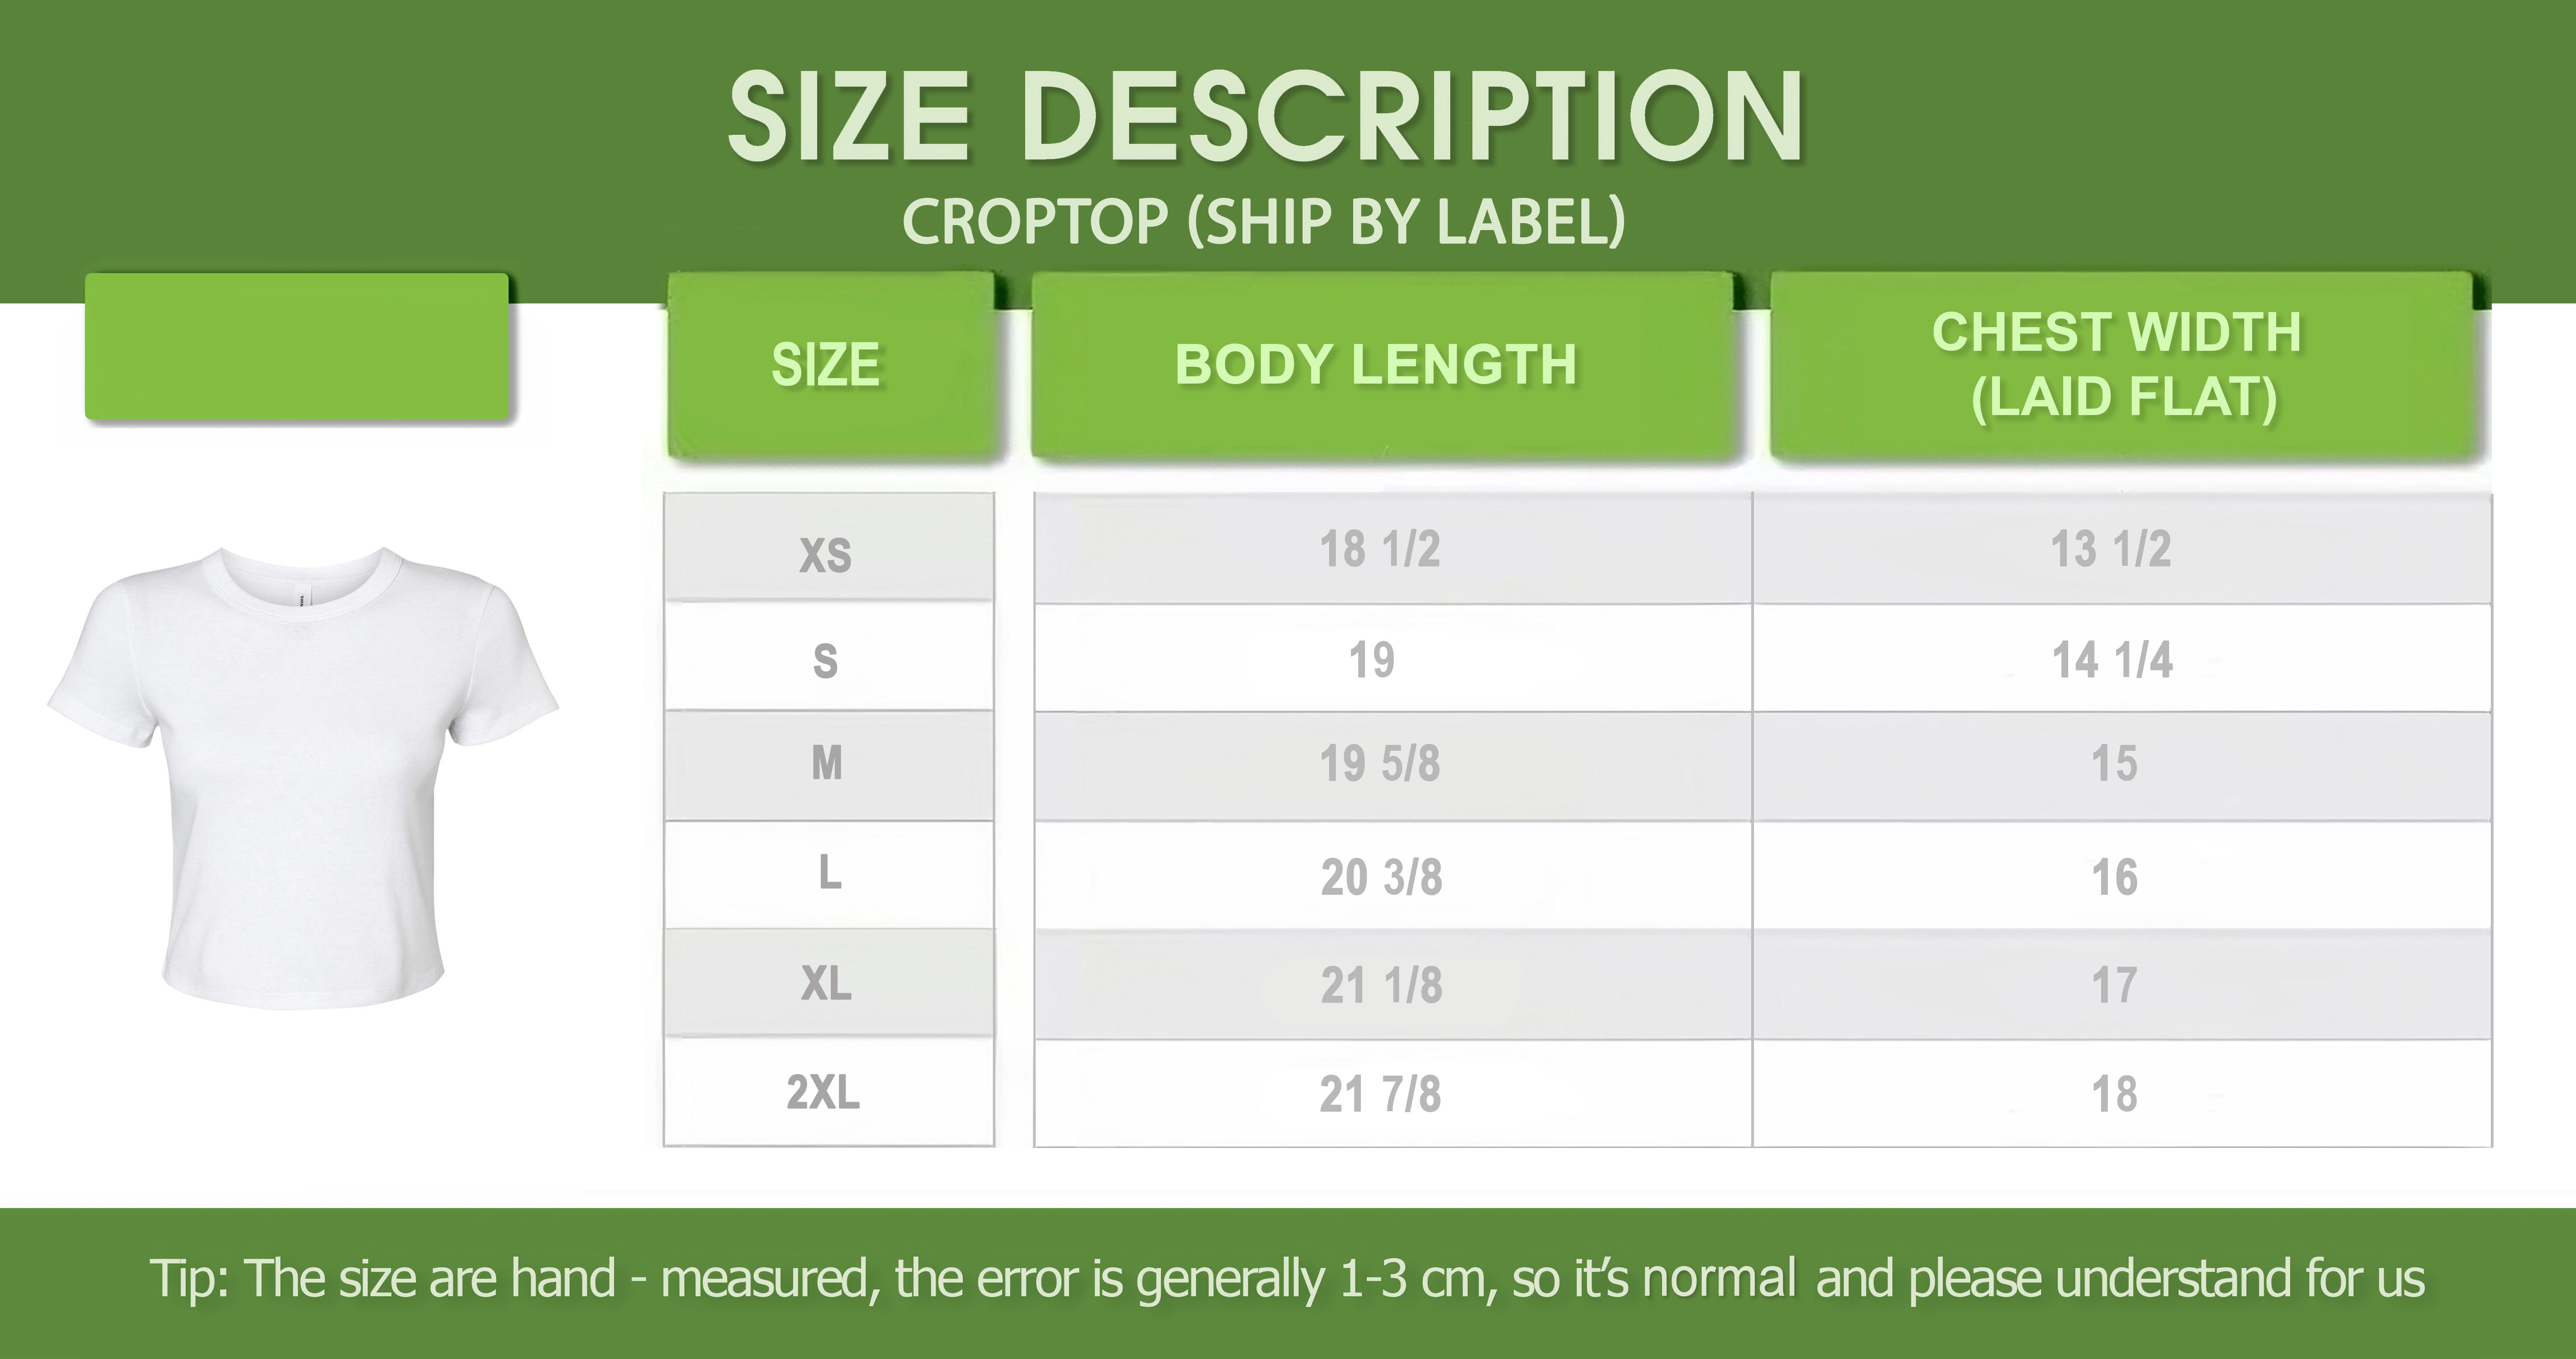 SIZE DESCRIPTION
CROPTOP (SHIP BY LABEL)
SIZE
BODY LENGTH
CHEST WIDTH
(LAID FLAT)
XS
18 1/2
13 1/2
S
19
14 1/4
M
19 5/8
15
L
20 3/8
16
XL
21 1/8
17
2XL
21 7/8
18
Tip: The size are hand - measured, the error is generally 1-3 cm, so it’s normal and please understand for us